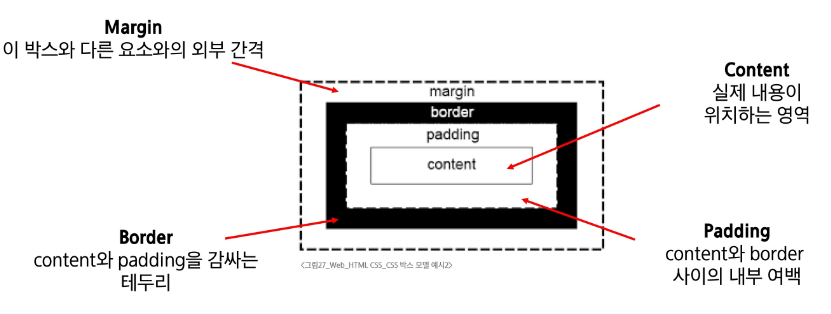 Margin
이 박스와 다른 요소와의 외부 간격
Content
실제 내용이
위치하는 영역
margin
border
padding
content
Border
content와 padding을 감싸는
테두리
Padding
content와 border
사이의 내부 여백
<그림27_Web_HTML CSS_CSS 박스 모델 예시2>